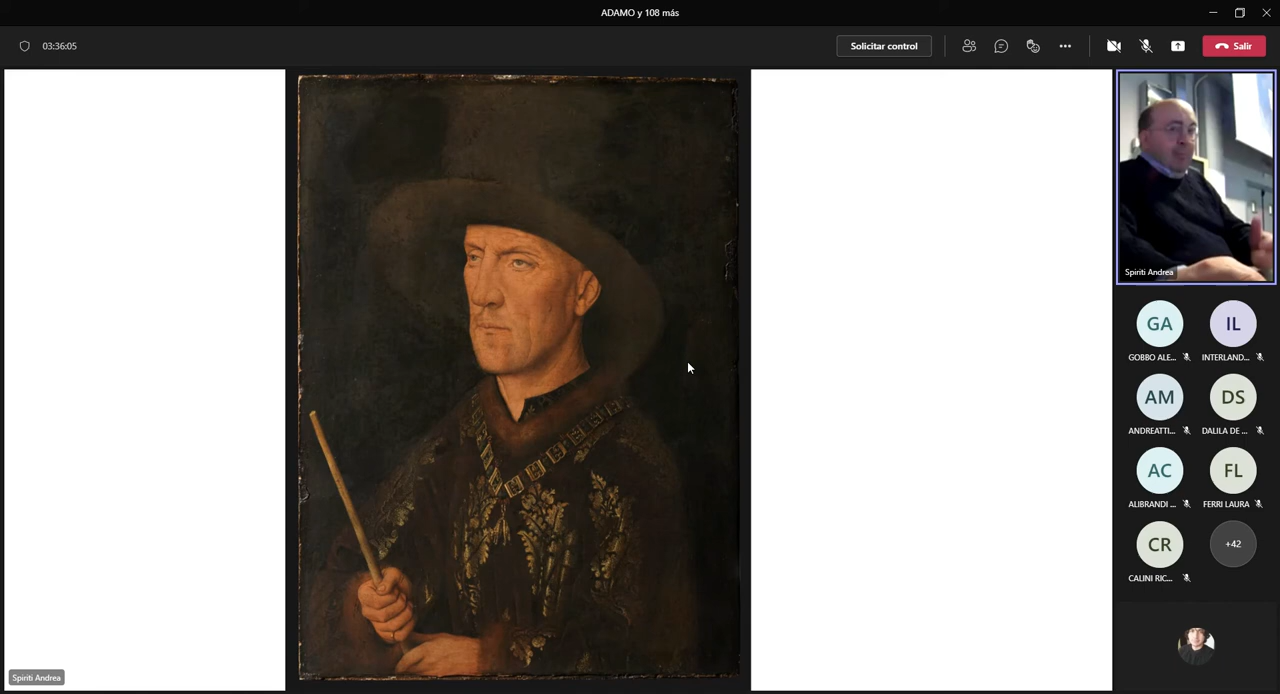 ADAMO y 108 más
03:36:05
Solicitar control
Salir
Spiriti Andrea
GA
IL
GOBBO ALE...
INTERLAND...
AM
DS
ANDREATTI...
DALILA DE ...
AC
FL
ALIBRANDI ...
FERRI LAURA
CR
+42
CALINI RIC...
Spiriti Andrea